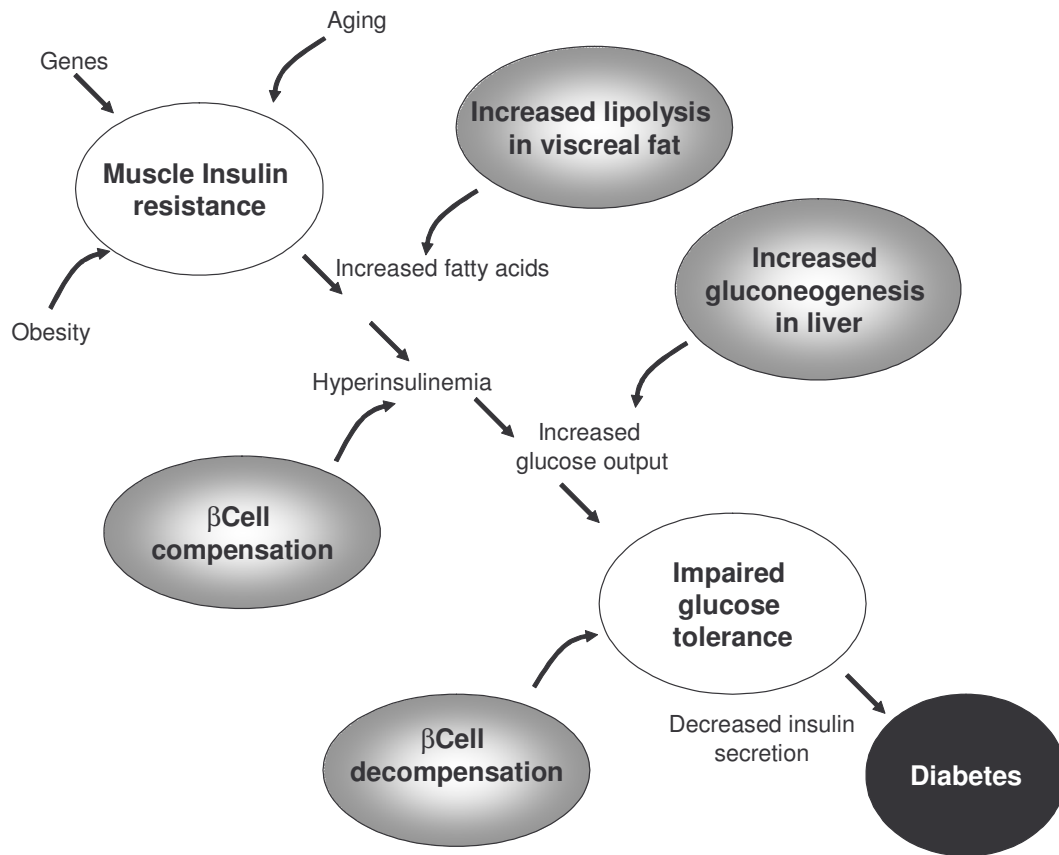 Aging
Genes
Increased lipolysis
in viscreal fat
Muscle Insulin
resistance
Increased fatty acids
Increased
gluconeogenesis
in liver
Obesity
Hyperinsulinemia
Increased
glucose output
βCell
compensation
Impaired
glucose
tolerance
βCell
decompensation
Decreased insulin
secretion
Diabetes